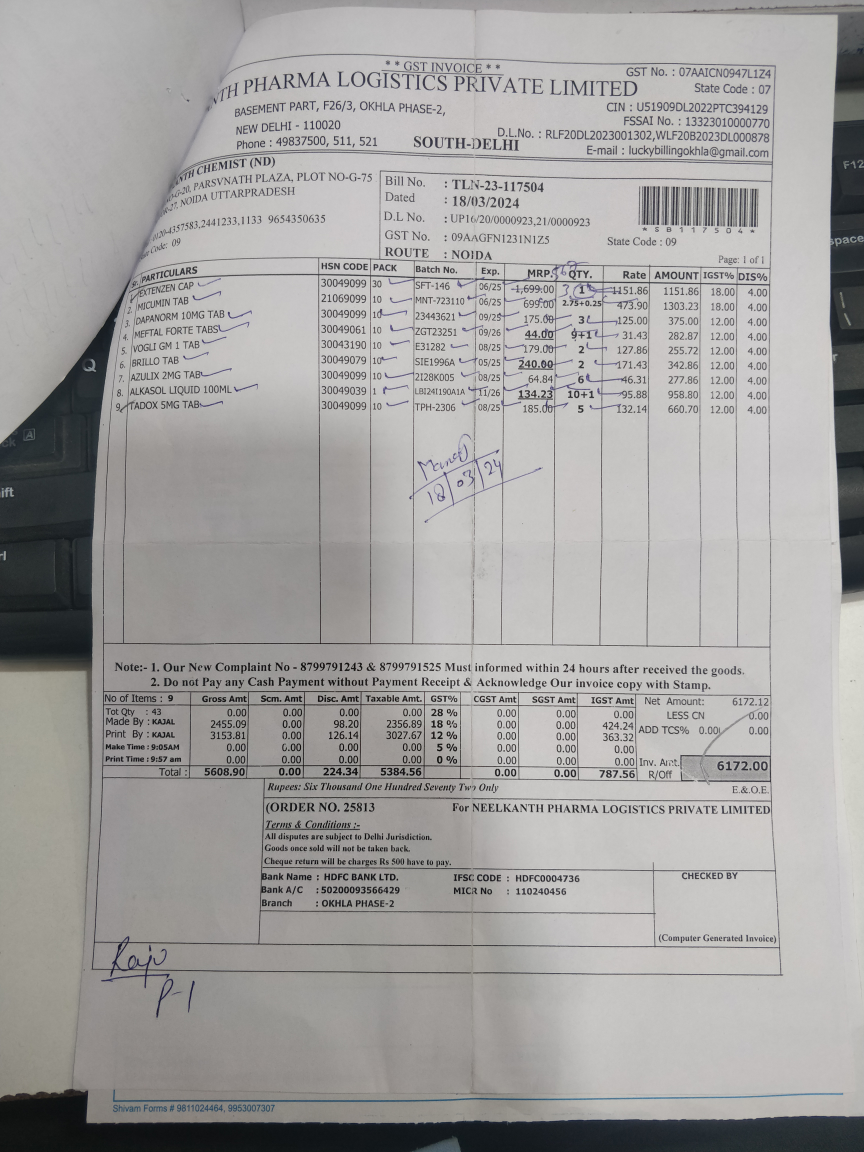 * * GST INVOICE * *
NTH PHARMA LOGISTICS PRIVATE LIMITED
BASEMENT PART, F26/3, OKHLA PHASE-2,
NEW DELHI - 110020
Phone : 49837500, 511, 521
SOUTH-DELHI
GST No. : 07AAICN0947L1Z4
State Code : 07
CIN : U51909DL2022PTC394129
FSSAI No. : 13323010000770
D.L.No. : RLF20DL2023001302,WLF20B2023DL000878
E-mail : luckybillingokhla@gmail.com
NTH CHEMIST (ND)
G-20, PARSVNATH PLAZA, PLOT NO-G-75
27, NOIDA UTTARPRADESH
0120-4357583,2441233,1133 9654350635
Code: 09
Bill No. : TLN-23-117504
Dated : 18/03/2024
D.L No. : UP16/20/0000923,21/0000923
GST No. : 09AAGFN1231N1Z5
ROUTE : NOIDA
*SB117504*
State Code : 09
Page: 1 of 1
PARTICULARS HSN CODE PACK Batch No. Exp. MRP. QTY. Rate AMOUNT IGST% DIS%
EXTENZEN CAP 30049099 30 SFT-146 06/25 1,699.00 1 1151.86 1151.86 18.00 4.00
2. MICUMIN TAB 21069099 10 MNT-723110 06/25 699.00 2.75+0.25 473.90 1303.23 18.00 4.00
3. DAPANORM 10MG TAB 30049099 10 23443621 09/25 175.00 3 125.00 375.00 12.00 4.00
4. MEFTAL FORTE TABS 30049061 10 ZGT23251 09/26 44.00 9+1 31.43 282.87 12.00 4.00
5. VOGLI GM 1 TAB 30043190 10 E31282 08/25 179.00 2 127.86 255.72 12.00 4.00
6. BRILLO TAB 30049079 10 SIE1996A 05/25 240.00 2 171.43 342.86 12.00 4.00
7. AZULIX 2MG TAB 30049099 10 2I28K005 08/25 64.84 6 46.31 277.86 12.00 4.00
8. ALKASOL LIQUID 100ML 30049039 1 LBI24I190A1A 11/26 134.23 10+1 95.88 958.80 12.00 4.00
9. TADOX 5MG TAB 30049099 10 TPH-2306 08/25 185.00 5 132.14 660.70 12.00 4.00
18/03/24
Note:- 1. Our New Complaint No - 8799791243 & 8799791525 Must informed within 24 hours after received the goods.
2. Do not Pay any Cash Payment without Payment Receipt & Acknowledge Our invoice copy with Stamp.
No of Items : 9 Gross Amt Scm. Amt Disc. Amt Taxable Amt. GST% CGST Amt SGST Amt IGST Amt Net Amount: 6172.12
Tot Qty : 43 0.00 0.00 0.00 0.00 28 % 0.00 0.00 0.00 LESS CN 0.00
Made By : KAJAL 2455.09 0.00 98.20 2356.89 18 % 0.00 0.00 424.24 ADD TCS% 0.00 0.00
Print By : KAJAL 3153.81 0.00 126.14 3027.67 12 % 0.00 0.00 363.32
Make Time : 9:05AM 0.00 0.00 0.00 0.00 5 % 0.00 0.00 0.00
Print Time : 9:57 am 0.00 0.00 0.00 0.00 0 % 0.00 0.00 0.00 Inv. Amt. 6172.00
Total : 5608.90 0.00 224.34 5384.56 0.00 0.00 787.56 R/Off
Rupees: Six Thousand One Hundred Seventy Two Only
E.&.O.E.
(ORDER NO. 25813
For NEELKANTH PHARMA LOGISTICS PRIVATE LIMITED
Terms & Conditions :-
All disputes are subject to Delhi Jurisdiction.
Goods once sold will not be taken back.
Cheque return will be charges Rs 500 have to pay.
Bank Name : HDFC BANK LTD. IFSC CODE : HDFC0004736
Bank A/C : 50200093566429 MICR No : 110240456
Branch : OKHLA PHASE-2
CHECKED BY
(Computer Generated Invoice)
Raju
P-1
Shivam Forms # 9811024464, 9953007307